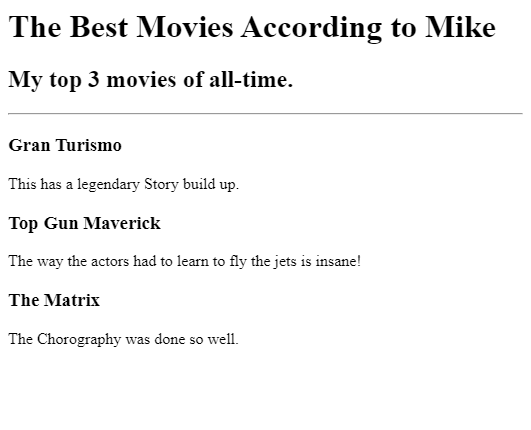 The Best Movies According to Mike
My top 3 movies of all-time.
Gran Turismo
This has a legendary Story build up.
Top Gun Maverick
The way the actors had to learn to fly the jets is insane!
The Matrix
The Chorography was done so well.